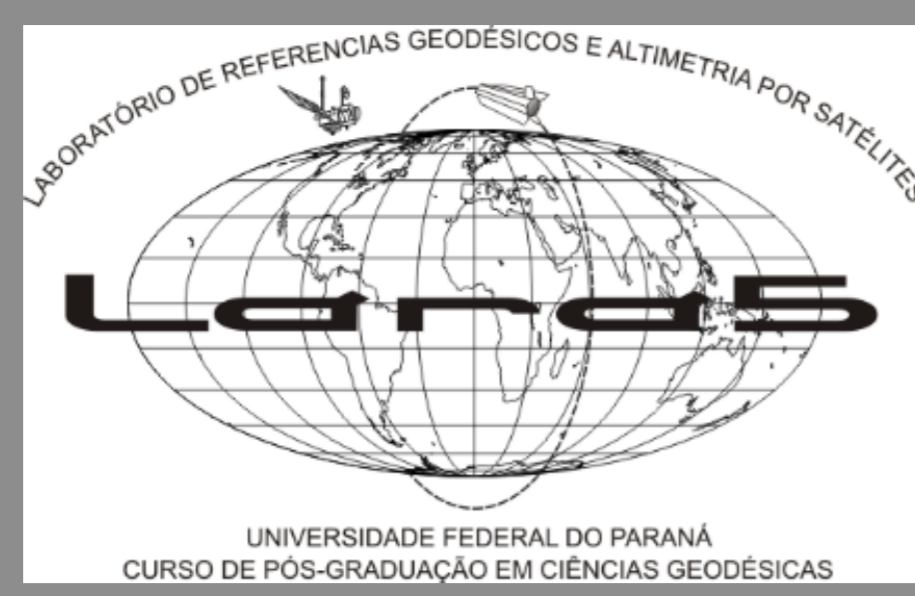 LABORATÓRIO DE REFERENCIAS GEODÉSICOS E ALTIMETRIA POR SATÉLITES
Laras
UNIVERSIDADE FEDERAL DO PARANÁ
CURSO DE PÓS-GRADUAÇÃO EM CIÊNCIAS GEODÉSICAS